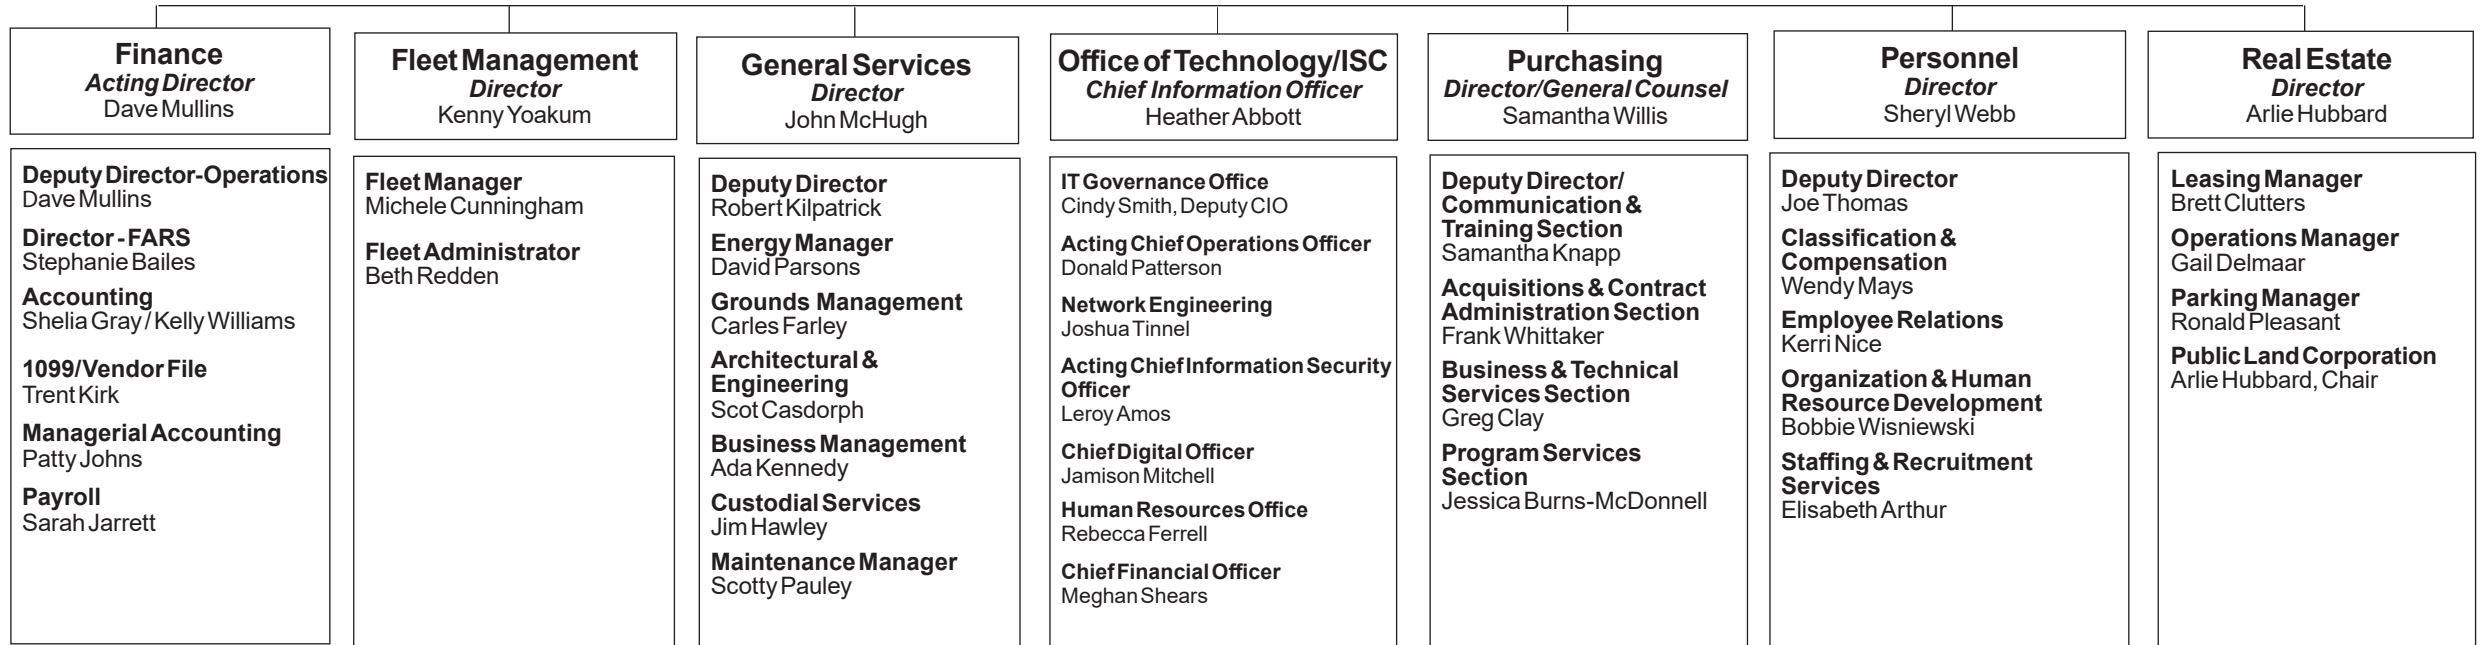 Finance
Acting Director
Dave Mullins
Deputy Director-Operations
Dave Mullins
Director - FARS
Stephanie Bailes
Accounting
Shelia Gray / Kelly Williams
1099/Vendor File
Trent Kirk
Managerial Accounting
Patty Johns
Payroll
Sarah Jarrett
Fleet Management
Director
Kenny Yoakum
Fleet Manager
Michele Cunningham
Fleet Administrator
Beth Redden
General Services
Director
John McHugh
Deputy Director
Robert Kilpatrick
Energy Manager
David Parsons
Grounds Management
Carles Farley
Architectural &
Engineering
Scot Casdorph
Business Management
Ada Kennedy
Custodial Services
Jim Hawley
Maintenance Manager
Scotty Pauley
Office of Technology/ISC
Chief Information Officer
Heather Abbott
IT Governance Office
Cindy Smith, Deputy CIO
Acting Chief Operations Officer
Donald Patterson
Network Engineering
Joshua Tinnel
Acting Chief Information Security
Officer
Leroy Amos
Chief Digital Officer
Jamison Mitchell
Human Resources Office
Rebecca Ferrell
Chief Financial Officer
Meghan Shears
Purchasing
Director/General Counsel
Samantha Willis
Deputy Director/
Communication &
Training Section
Samantha Knapp
Acquisitions & Contract
Administration Section
Frank Whittaker
Business & Technical
Services Section
Greg Clay
Program Services
Section
Jessica Burns-McDonnell
Personnel
Director
Sheryl Webb
Deputy Director
Joe Thomas
Classification &
Compensation
Wendy Mays
Employee Relations
Kerri Nice
Organization & Human
Resource Development
Bobbie Wisniewski
Staffing & Recruitment
Services
Elisabeth Arthur
Real Estate
Director
Arlie Hubbard
Leasing Manager
Brett Clutters
Operations Manager
Gail Delmaar
Parking Manager
Ronald Pleasant
Public Land Corporation
Arlie Hubbard, Chair